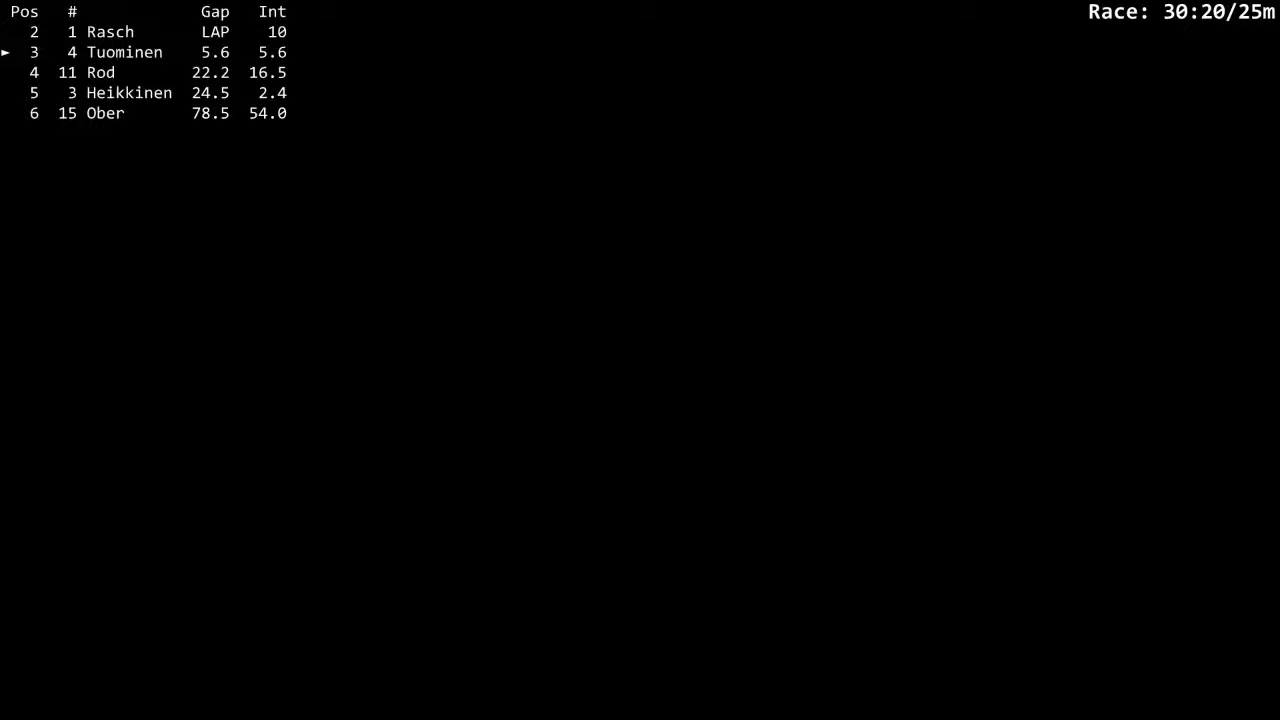 Pos # Gap Int
2 1 Rasch LAP 10
► 3 4 Tuominen 5.6 5.6
4 11 Rod 22.2 16.5
5 3 Heikkinen 24.5 2.4
6 15 Ober 78.5 54.0
Race: 30:20/25m